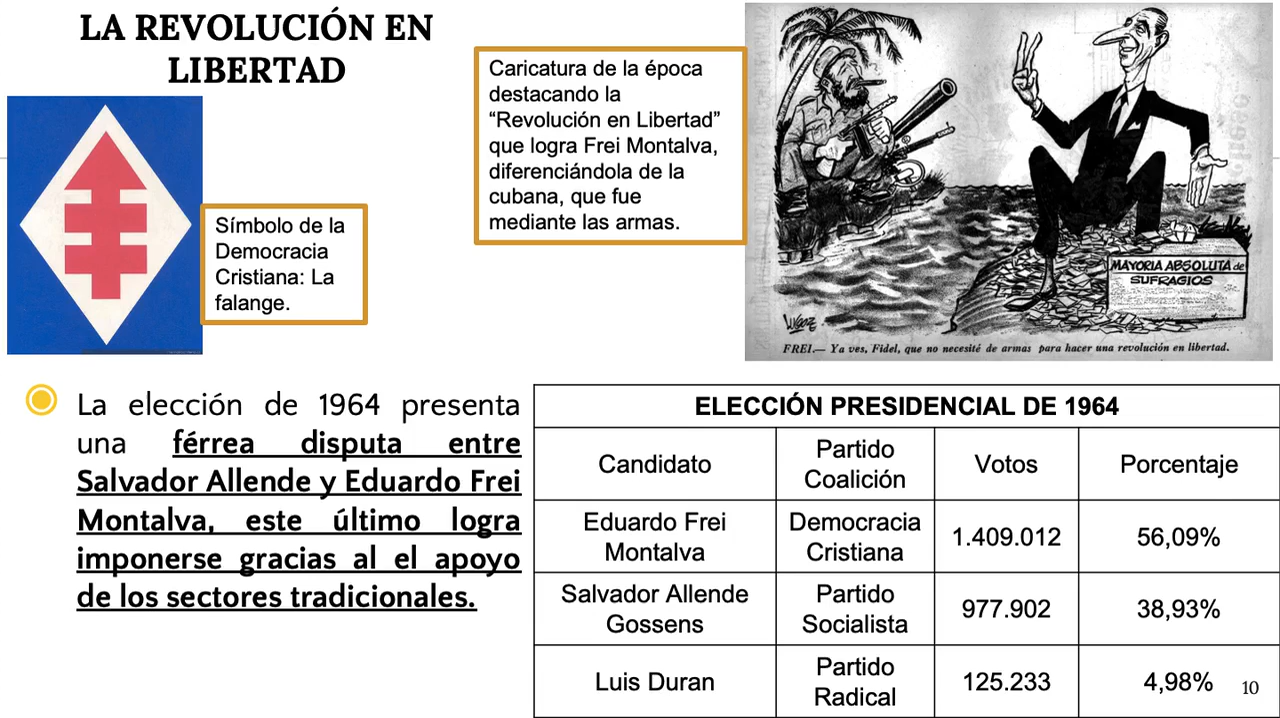 LA REVOLUCIÓN EN
LIBERTAD
Símbolo de la
Democracia
Cristiana: La
falange.
Caricatura de la época
destacando la
“Revolución en Libertad”
que logra Frei Montalva,
diferenciándola de la
cubana, que fue
mediante las armas.
MAYORIA ABSOLUTA de
SUFRAGIOS
FREI.— Ya ves, Fidel, que no necesité de armas para hacer una revolución en libertad.
La elección de 1964 presenta
una férrea disputa entre
Salvador Allende y Eduardo Frei
Montalva, este último logra
imponerse gracias al el apoyo
de los sectores tradicionales.
ELECCIÓN PRESIDENCIAL DE 1964
Candidato
Partido
Coalición
Votos
Porcentaje
Eduardo Frei
Montalva
Democracia
Cristiana
1.409.012
56,09%
Salvador Allende
Gossens
Partido
Socialista
977.902
38,93%
Luis Duran
Partido
Radical
125.233
4,98%
10